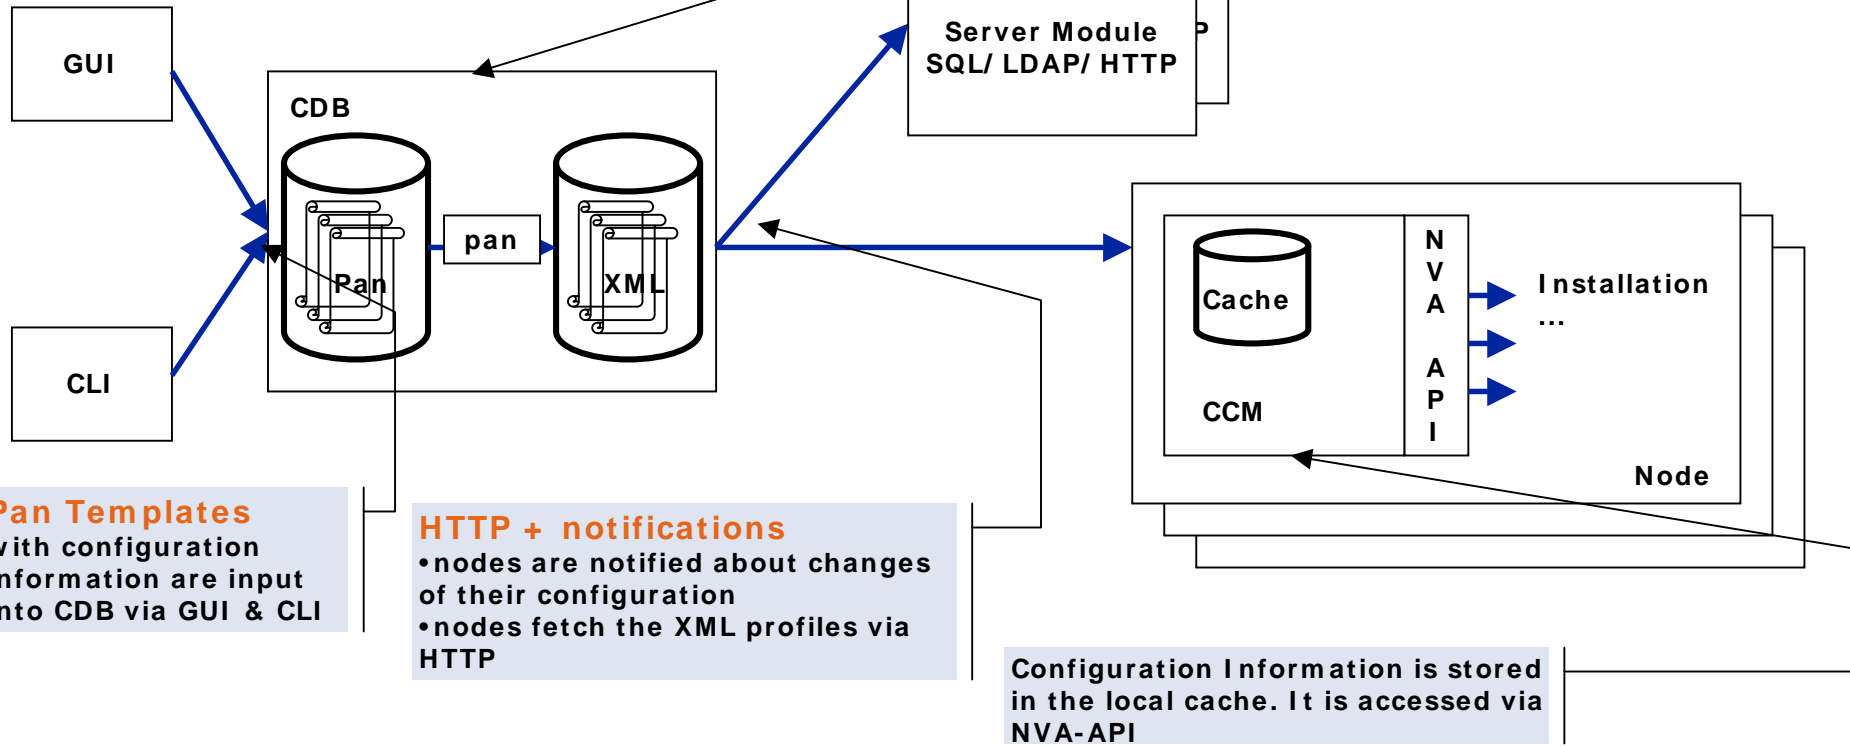 GUI
Server Module
SQL/ LDAP/ HTTP
P
CDB
Pan
pan
XML
Cache
CCM
N
V
A
A
P
I
Installation
...
Node
CLI
Pan Templates
with configuration
information are input
into CDB via GUI & CLI
HTTP + notifications
•nodes are notified about changes
of their configuration
•nodes fetch the XML profiles via
HTTP
Configuration Information is stored
in the local cache. It is accessed via
NVA-API